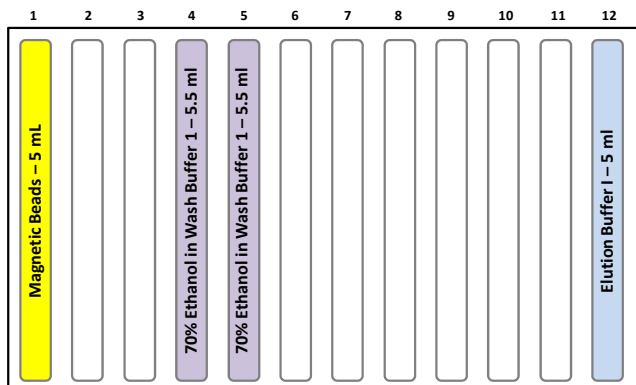 1 2 3 4 5 6 7 8 9 10 11 12
Magnetic Beads – 5 mL
70% Ethanol in Wash Buffer 1 – 5.5 ml
70% Ethanol in Wash Buffer 1 – 5.5 ml
Elution Buffer I – 5 ml